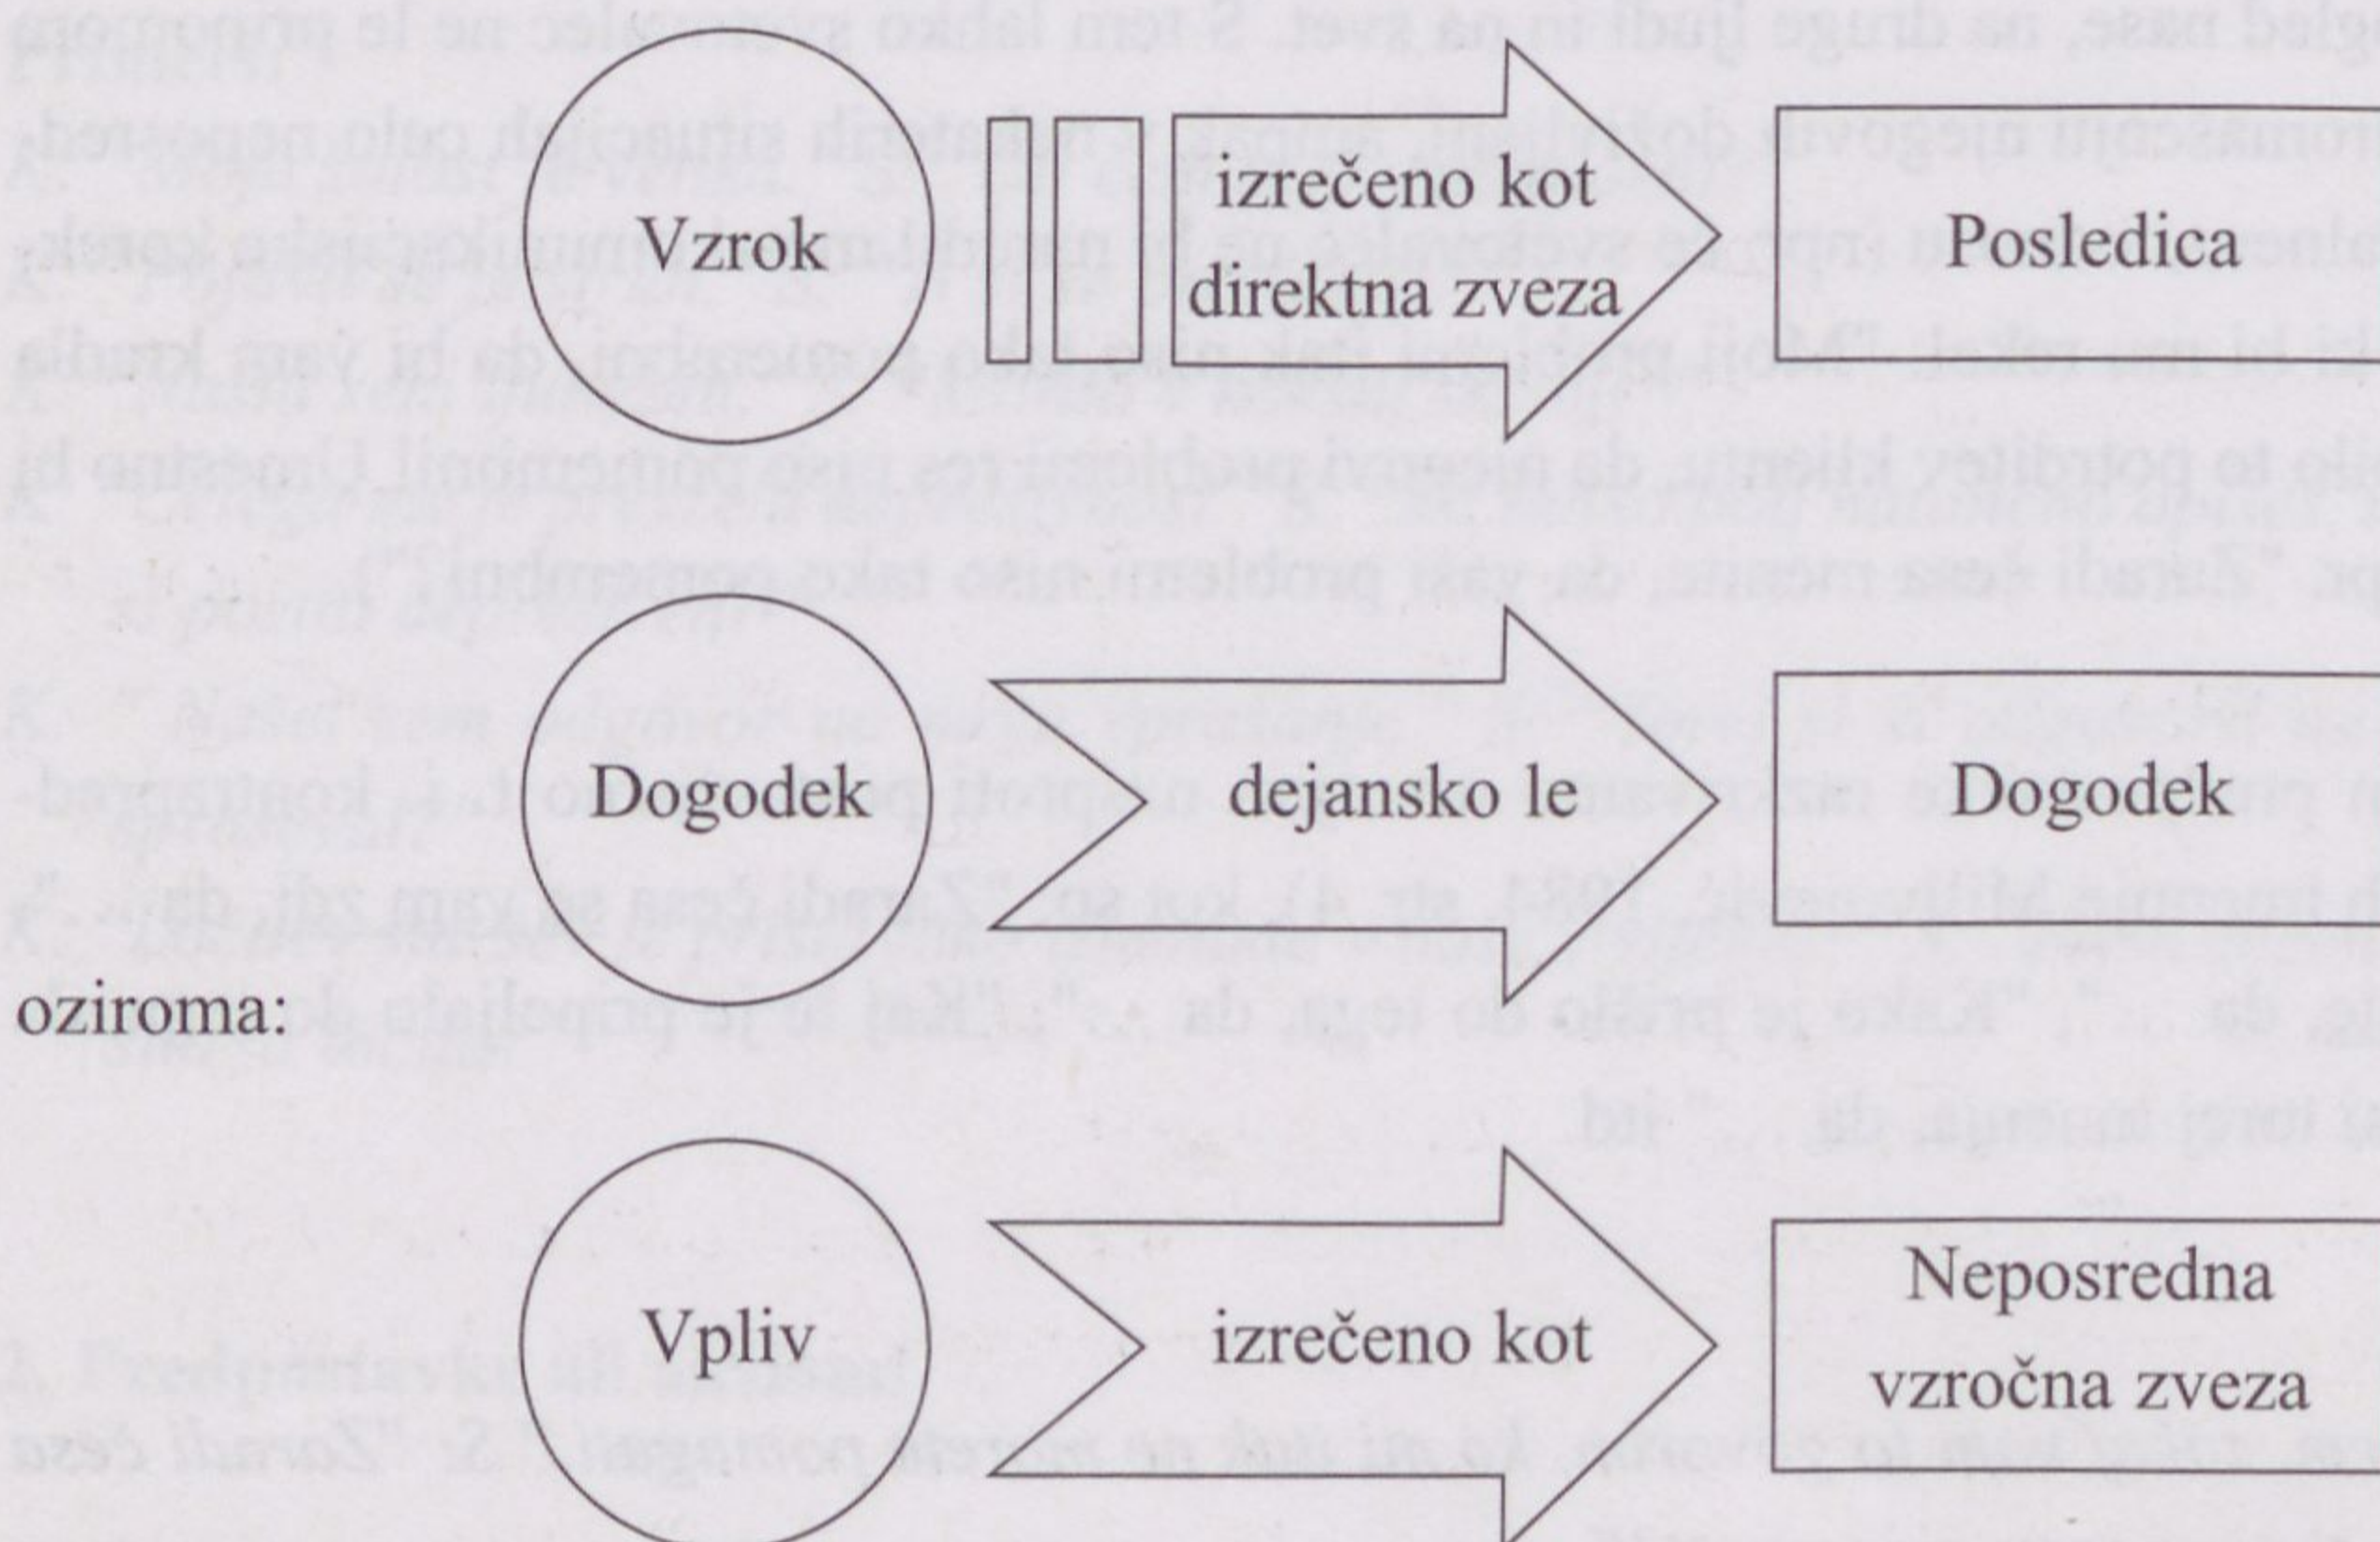 Vzrok
izrečeno kot
direktna zveza
Posledica
Dogodek
dejansko le
Dogodek
oziroma:
Vpliv
izrečeno kot
Neposredna
vzročna zveza